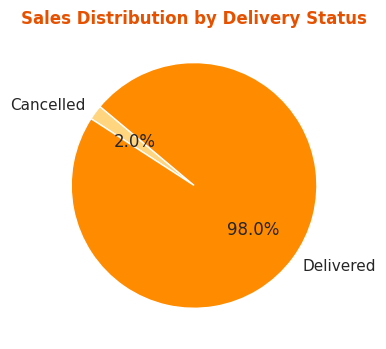 Sales Distribution by Delivery Status
Cancelled
2.0%
98.0%
Delivered